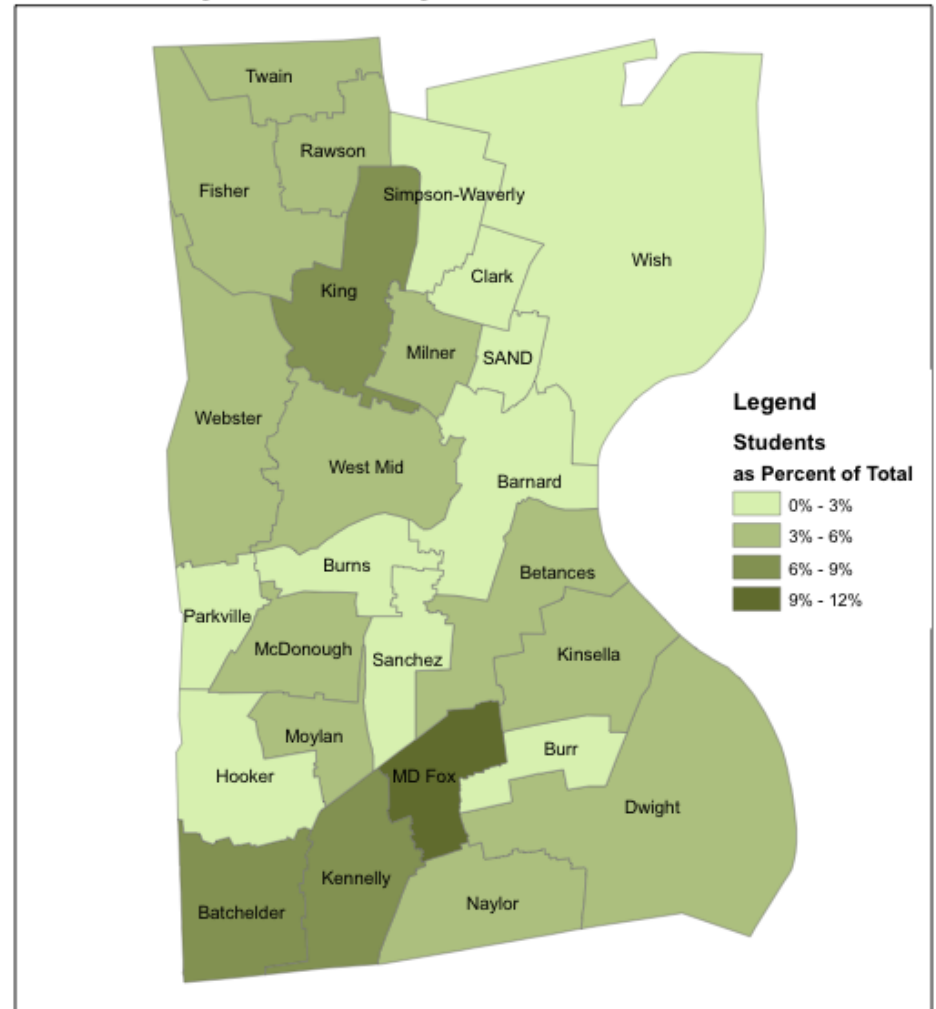 Twain
Rawson
Fisher
Simpson-Waverly
Wish
Clark
King
Milner
SAND
Webster
West Mid
Barnard
Legend
Students
as Percent of Total
0% - 3%
3% - 6%
6% - 9%
9% - 12%
Burns
Betances
Parkville
McDonough
Sanchez
Kinsella
Moylan
Burr
Hooker
MD Fox
Dwight
Kennelly
Naylor
Batchelder